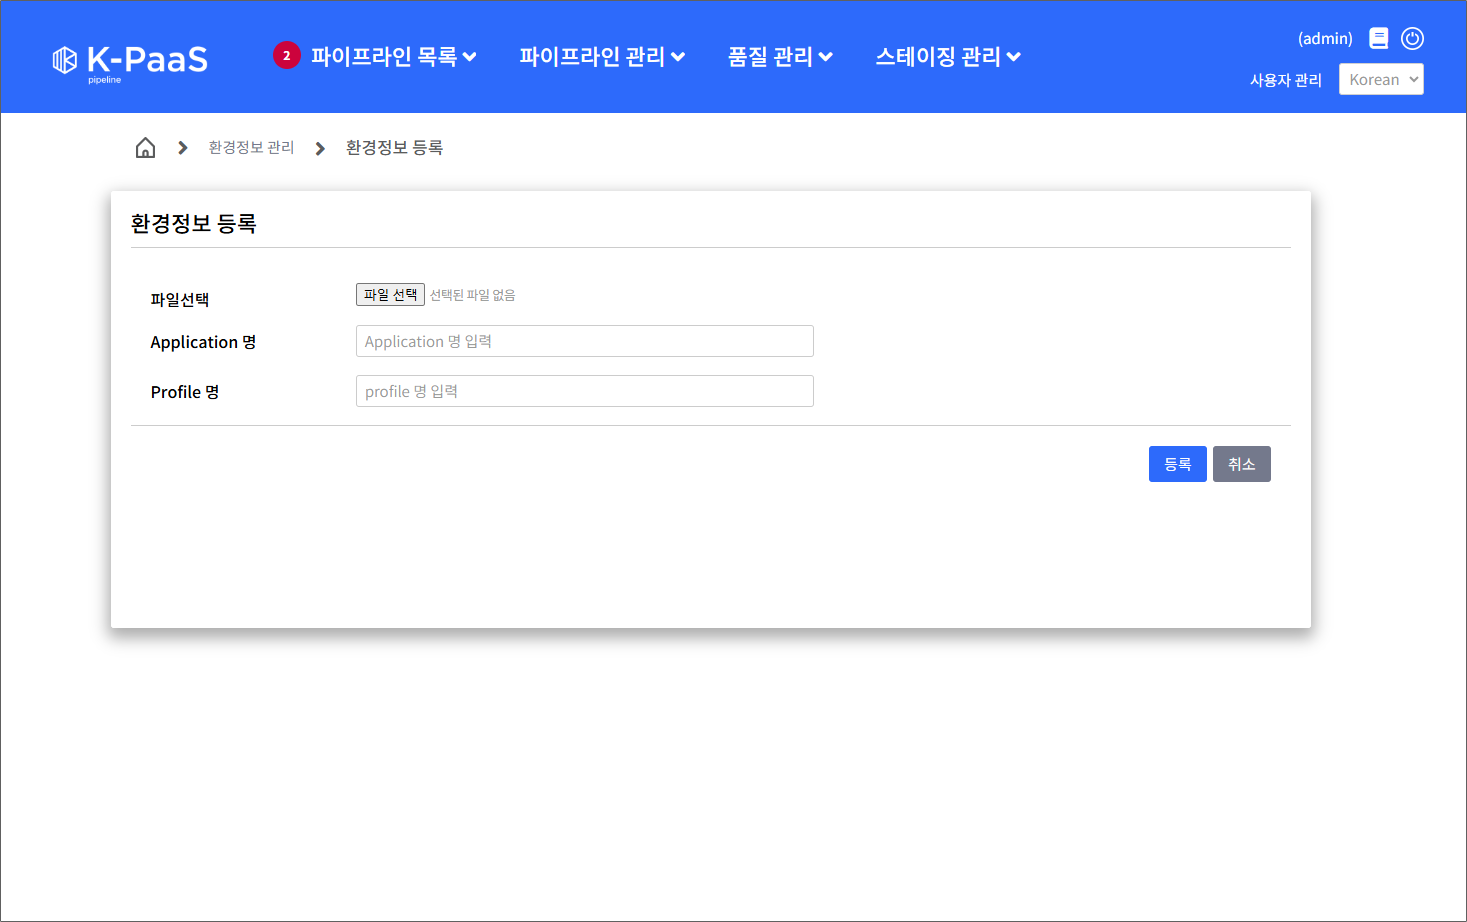 K-PaaS
pipeline
2 파이프라인 목록 파이프라인 관리 품질 관리 스테이징 관리
(admin)
사용자 관리 Korean
환경정보 관리 환경정보 등록
환경정보 등록
파일선택 파일 선택 선택된 파일 없음
Application 명 Application 명 입력
Profile 명 profile 명 입력
등록 취소